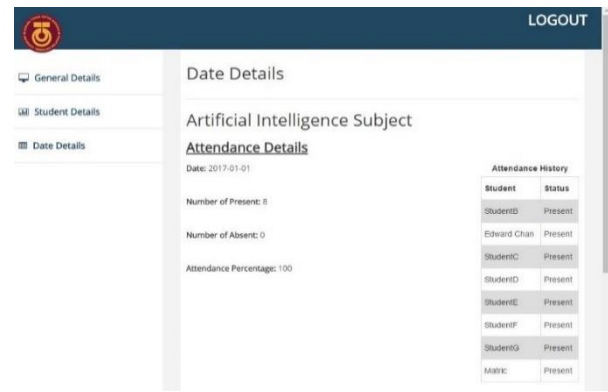 LOGOUT
General Details
Student Details
Date Details
Date Details
Artificial Intelligence Subject
Attendance Details
Date: 2017-01-01
Number of Present: 8
Number of Absent: 0
Attendance Percentage: 100
Attendance History
Student Status
StudentB Present
Edward Chan Present
StudentC Present
StudentD Present
StudentE Present
StudentF Present
StudentG Present
Matric Present